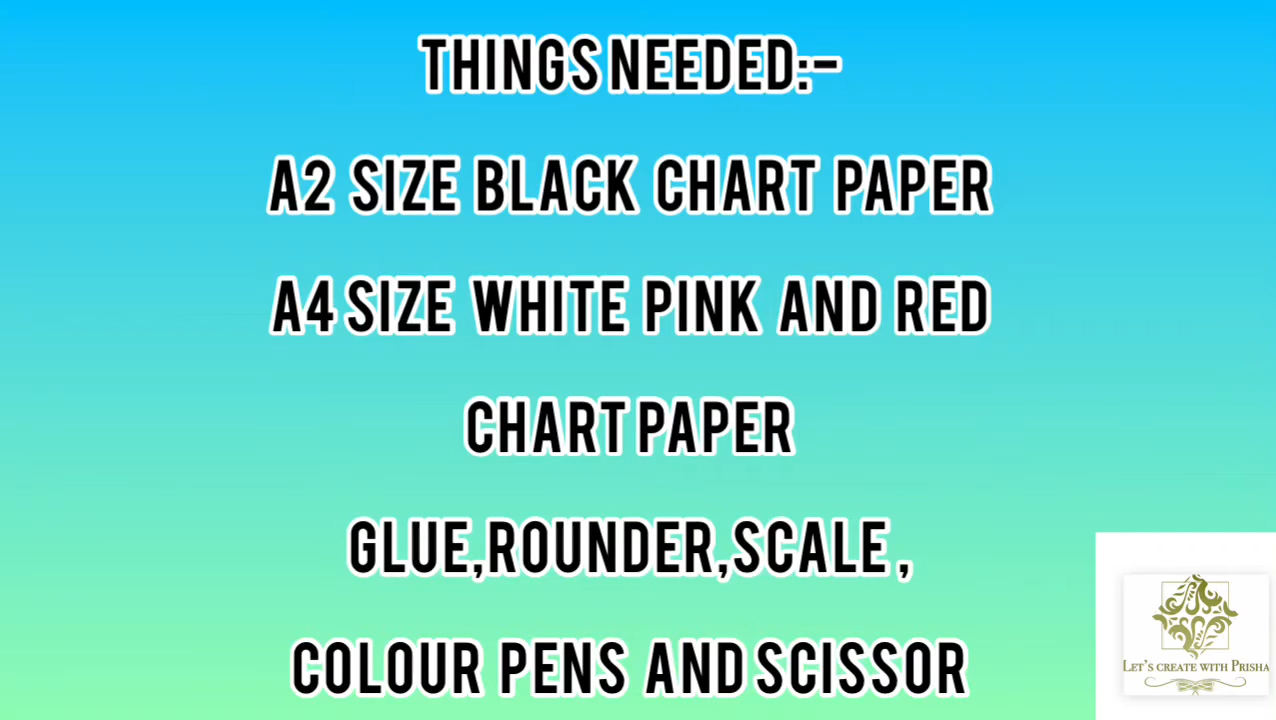 THINGS NEEDED:-
A2 SIZE BLACK CHART PAPER
A4 SIZE WHITE PINK AND RED
CHART PAPER
GLUE,ROUNDER,SCALE ,
COLOUR PENS AND SCISSOR
LET'S CREATE WITH PRISHA